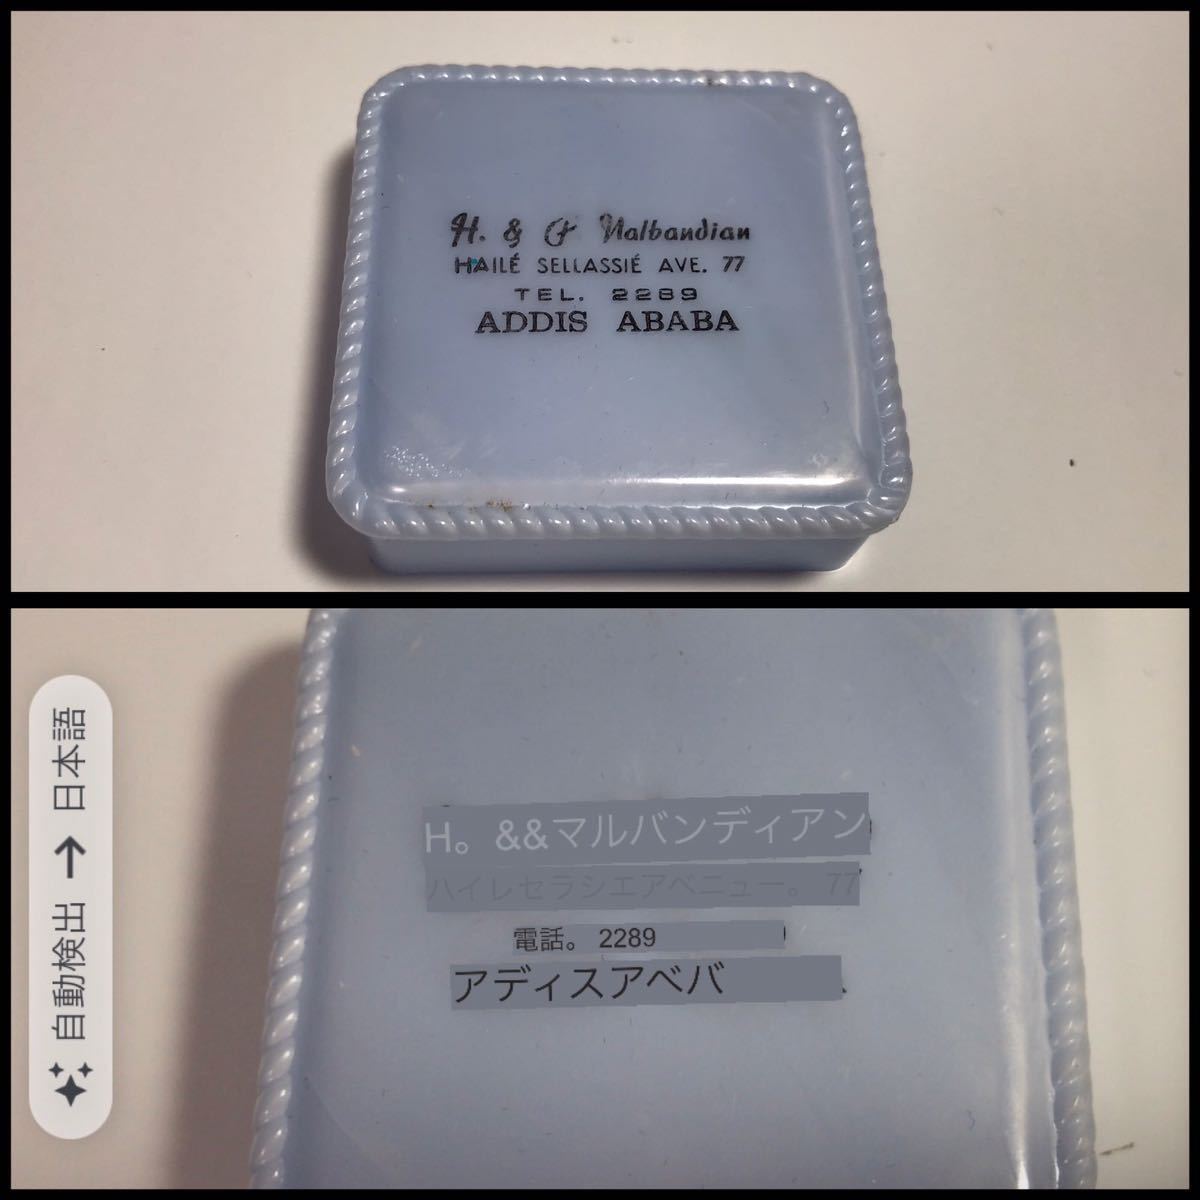 H. & G Nalbandian
HAILÉ SELLASSIÉ AVE. 77
TEL. 2289
ADDIS ABABA
自動検出 → 日本語
H。&&マルバンディアン
ハイレセラシエアベニュー。 77
電話。 2289
アディスアベバ